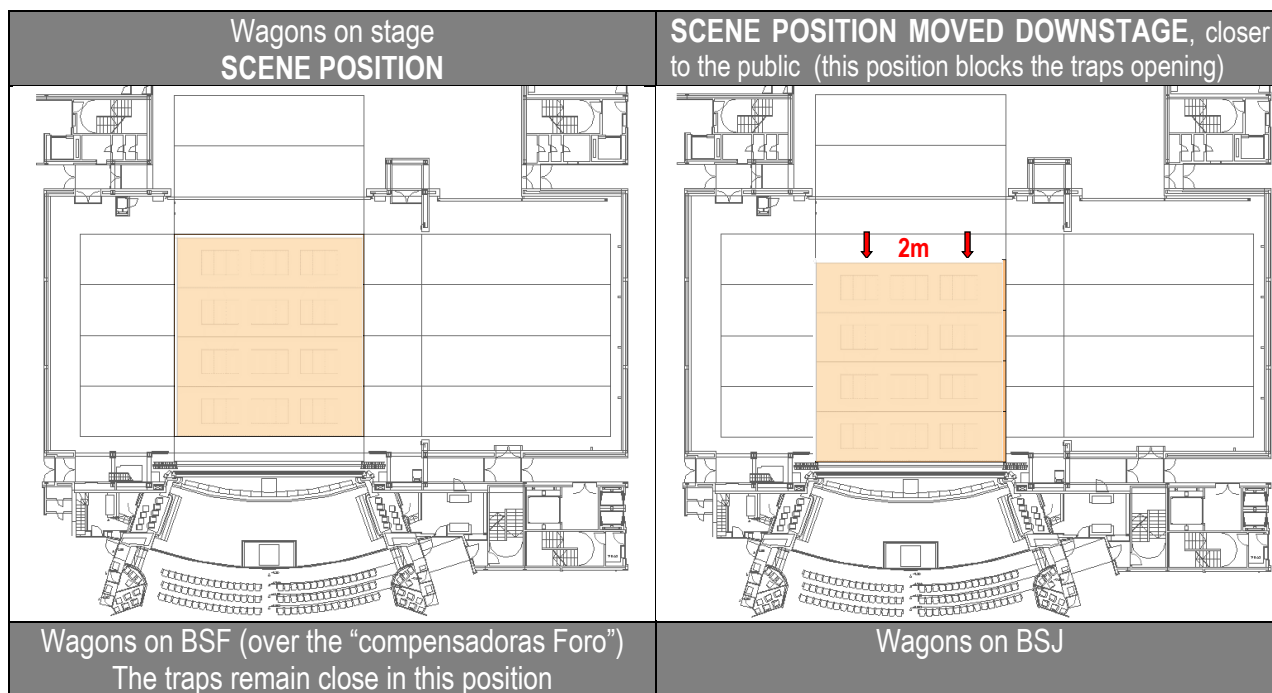 Wagons on stage
SCENE POSITION
SCENE POSITION MOVED DOWNSTAGE, closer
to the public (this position blocks the traps opening)
2m
Wagons on BSF (over the “compensadoras Foro”)
The traps remain close in this position
Wagons on BSJ